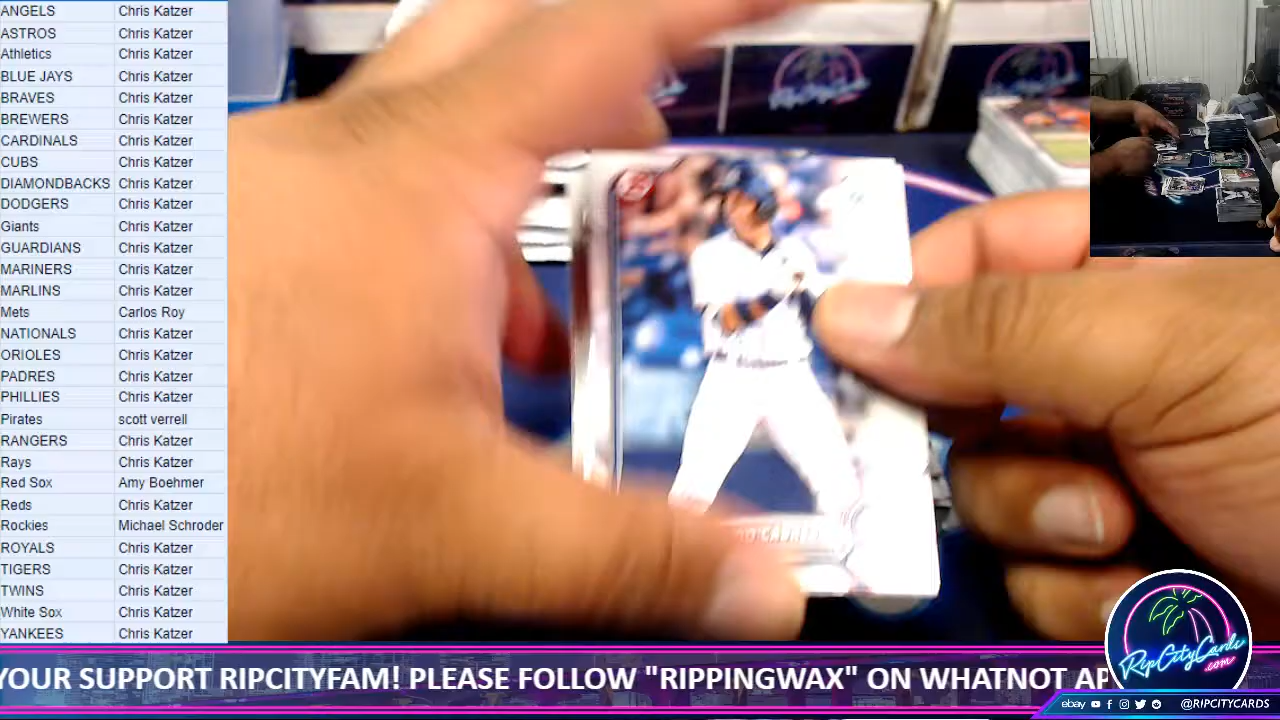 ANGELS Chris Katzer
ASTROS Chris Katzer
Athletics Chris Katzer
BLUE JAYS Chris Katzer
BRAVES Chris Katzer
BREWERS Chris Katzer
CARDINALS Chris Katzer
CUBS Chris Katzer
DIAMONDBACKS Chris Katzer
DODGERS Chris Katzer
Giants Chris Katzer
GUARDIANS Chris Katzer
MARINERS Chris Katzer
MARLINS Chris Katzer
Mets Carlos Roy
NATIONALS Chris Katzer
ORIOLES Chris Katzer
PADRES Chris Katzer
PHILLIES Chris Katzer
Pirates scott verrell
RANGERS Chris Katzer
Rays Chris Katzer
Red Sox Amy Boehmer
Reds Chris Katzer
Rockies Michael Schroder
ROYALS Chris Katzer
TIGERS Chris Katzer
TWINS Chris Katzer
White Sox Chris Katzer
YANKEES Chris Katzer
YOUR SUPPORT RIPCITYFAM! PLEASE FOLLOW "RIPPINGWAX" ON WHATNOT AP
RipCityCards
.com
ebay @RIPCITYCARDS